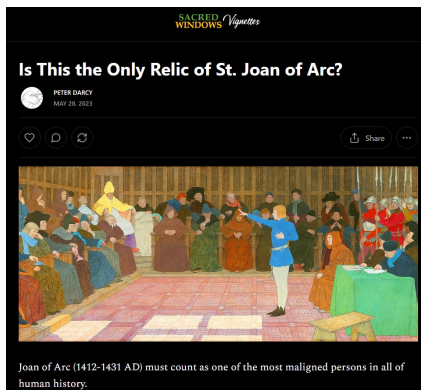 SACRED
WINDOWS Vignettes
Is This the Only Relic of St. Joan of Arc?
PETER DARCY
MAY 28, 2023
Share
Joan of Arc (1412-1431 AD) must count as one of the most maligned persons in all of
human history.